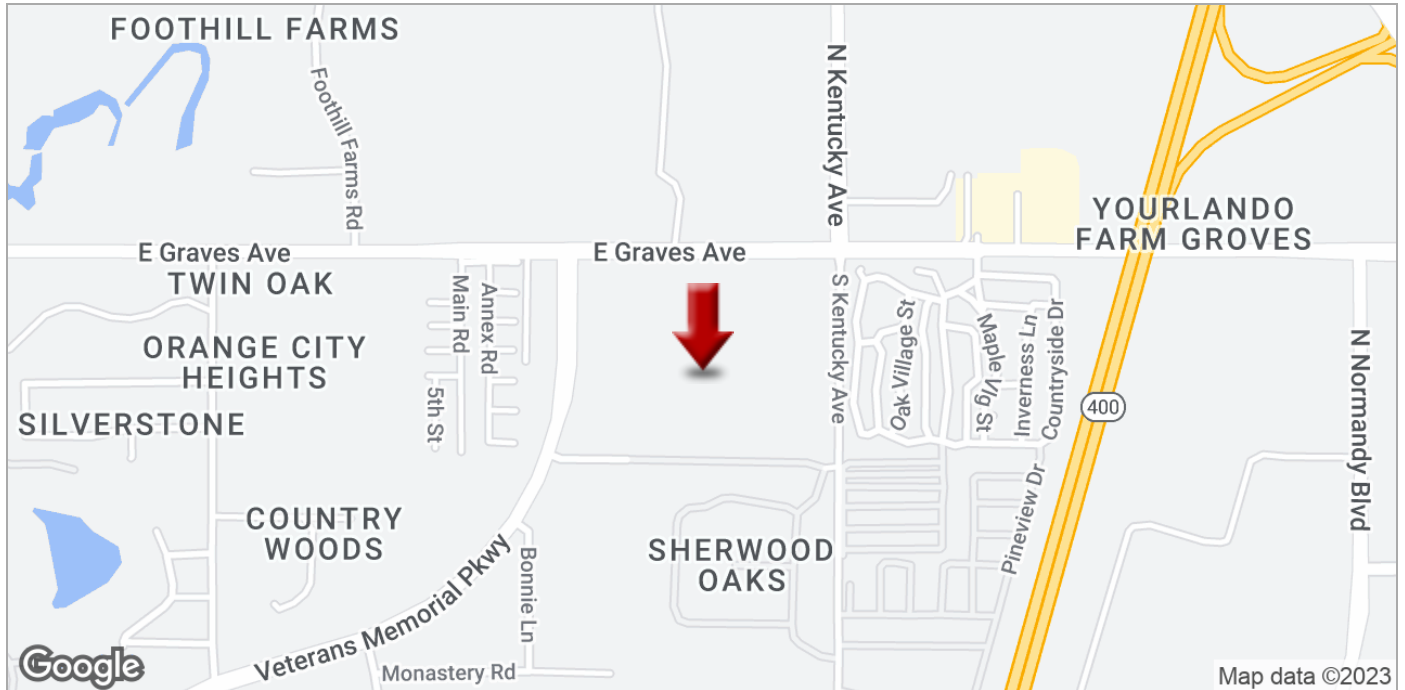 FOOTHILL FARMS
Foothill Farms Rd
N Kentucky Ave
YOURLANDO
FARM GROVES
E Graves Ave
E Graves Ave
TWIN OAK
Main Rd
Annex Rd
S Kentucky Ave
Oak Village St
Maple Vlg St
Inverness Ln
Countryside Dr
N Normandy Blvd
ORANGE CITY
HEIGHTS
5th St
400
SILVERSTONE
Pineview Dr
COUNTRY
WOODS
SHERWOOD
OAKS
Veterans Memorial Pkwy
Bonnie Ln
Monastery Rd
Google
Map data ©2023